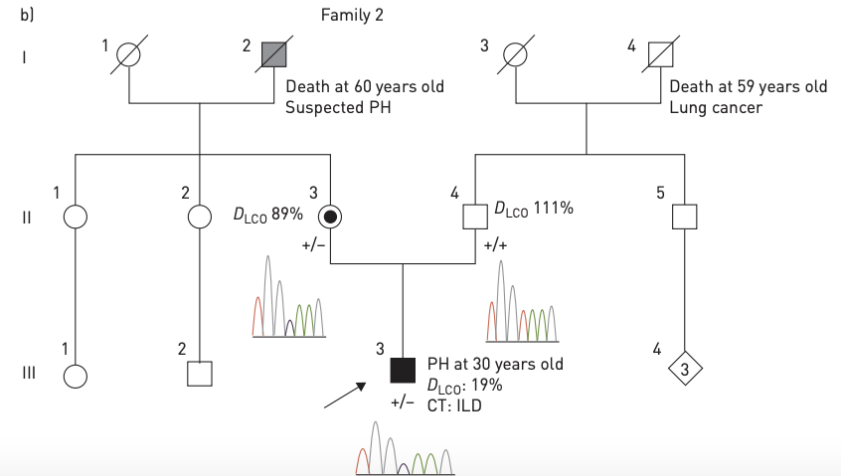 b)
Family 2
I
1
2
3
4
Death at 60 years old
Suspected PH
Death at 59 years old
Lung cancer
II
1
2
3
4
5
DLCO 89%
DLCO 111%
+/–
+/+
III
1
2
3
4
PH at 30 years old
DLCO: 19%
+/– CT: ILD
3